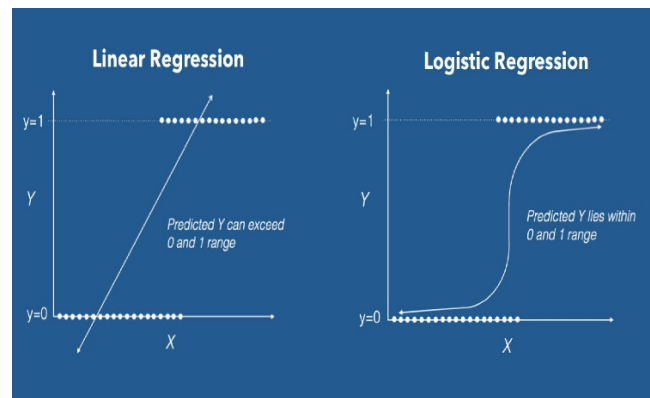 Linear Regression
y=1
Y
Predicted Y can exceed
0 and 1 range
y=0
X
Logistic Regression
y=1
Y
Predicted Y lies within
0 and 1 range
y=0
X